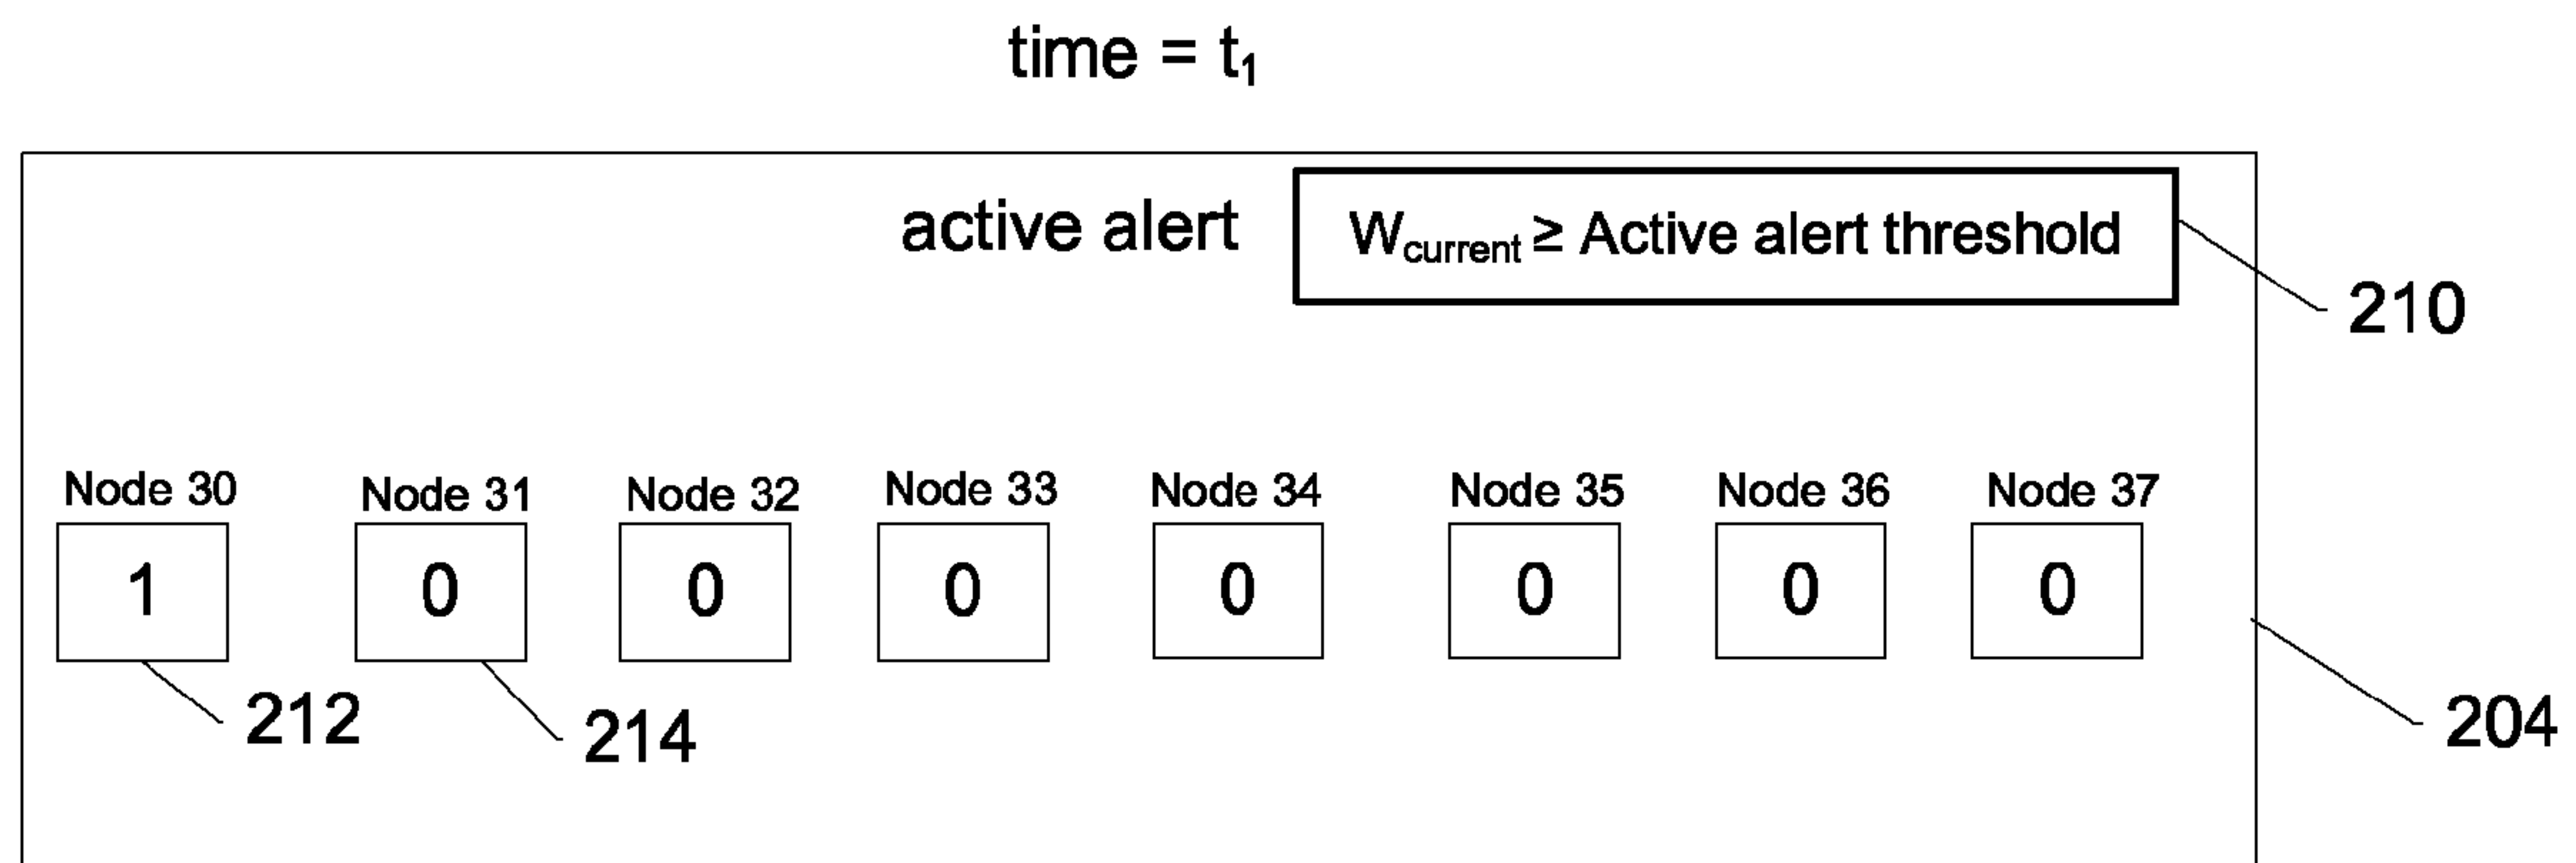 time = t₁
active alert W_current ≥ Active alert threshold
210
Node 30 Node 31 Node 32 Node 33 Node 34 Node 35 Node 36 Node 37
1 0 0 0 0 0 0 0
212 214 204